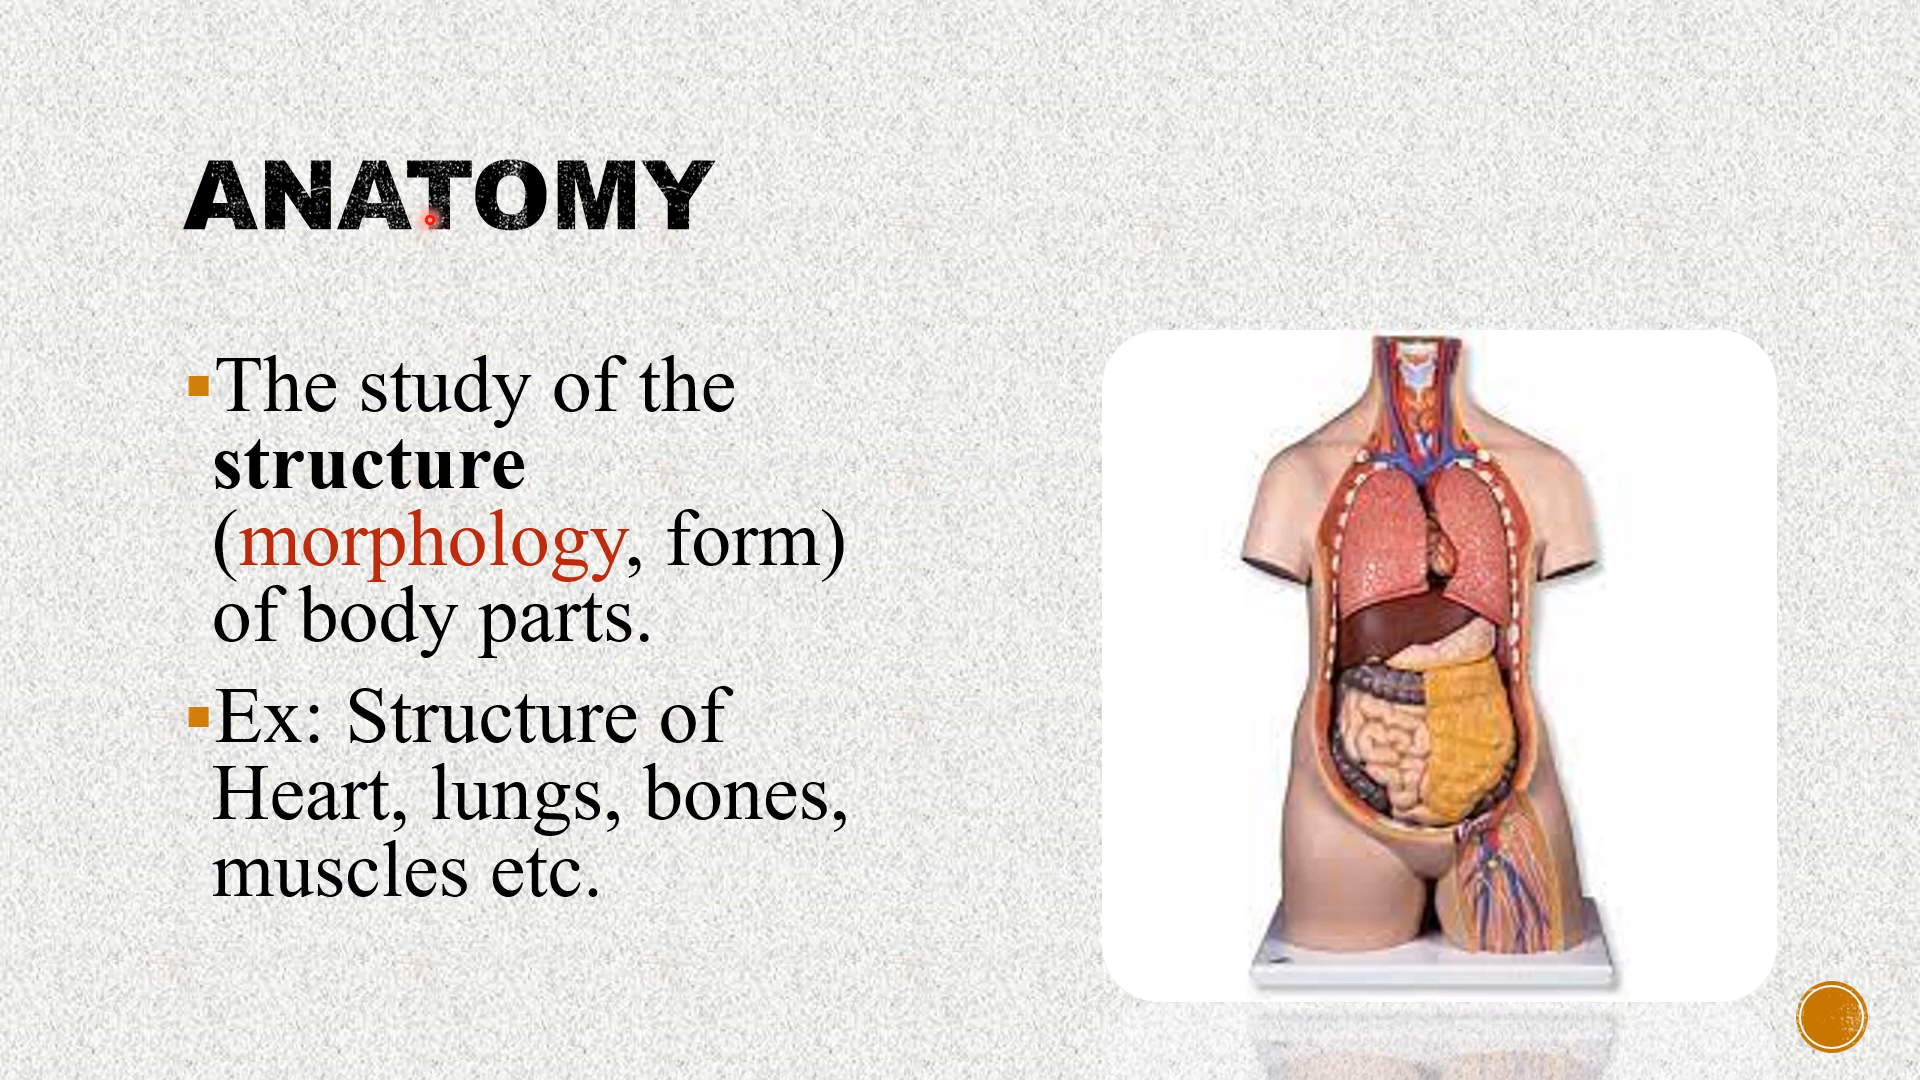 ANATOMY
▪The study of the
structure
(morphology, form)
of body parts.
▪Ex: Structure of
Heart, lungs, bones,
muscles etc.